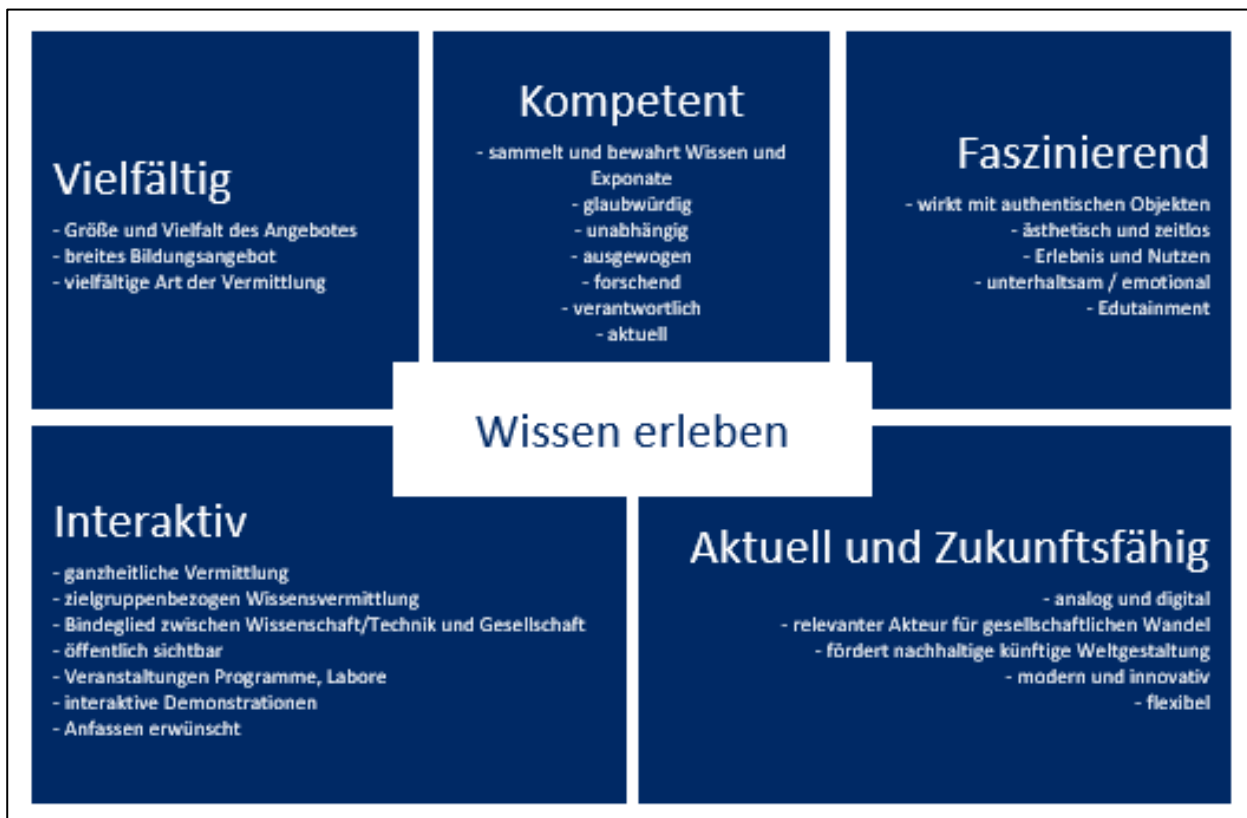 Vielfältig
- Größe und Vielfalt des Angebotes
- breites Bildungsangebot
- vielfältige Art der Vermittlung
Kompetent
- sammelt und bewahrt Wissen und
Exponate
- glaubwürdig
- unabhängig
- ausgewogen
- forschend
- verantwortlich
- aktuell
Faszinierend
- wirkt mit authentischen Objekten
- ästhetisch und zeitlos
- Erlebnis und Nutzen
- unterhaltsam / emotional
- Edutainment
Wissen erleben
Interaktiv
- ganzheitliche Vermittlung
- zielgruppenbezogen Wissensvermittlung
- Bindeglied zwischen Wissenschaft/Technik und Gesellschaft
- öffentlich sichtbar
- Veranstaltungen Programme, Labore
- interaktive Demonstrationen
- Anfassen erwünscht
Aktuell und Zukunftsfähig
- analog und digital
- relevanter Akteur für gesellschaftlichen Wandel
- fördert nachhaltige künftige Weltgestaltung
- modern und innovativ
- flexibel